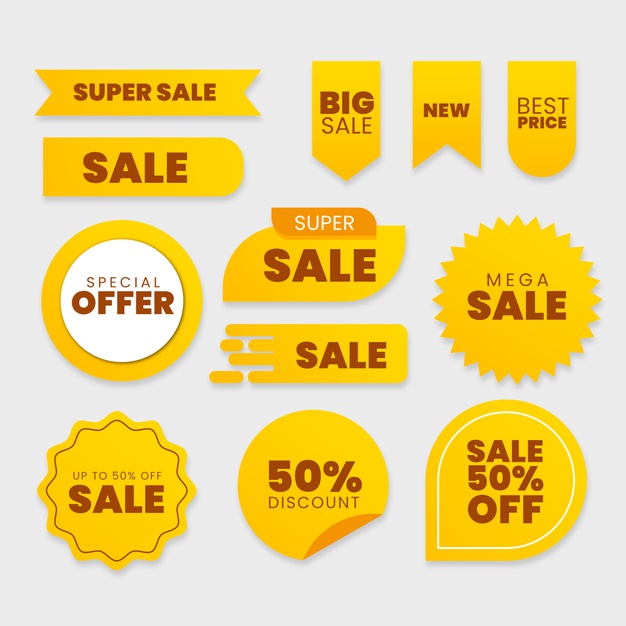 SUPER SALE
BIG
SALE
NEW
BEST
PRICE
SALE
SUPER
SALE
SPECIAL
OFFER
MEGA
SALE
SALE
UP TO 50% OFF
SALE
50%
DISCOUNT
SALE
50%
OFF